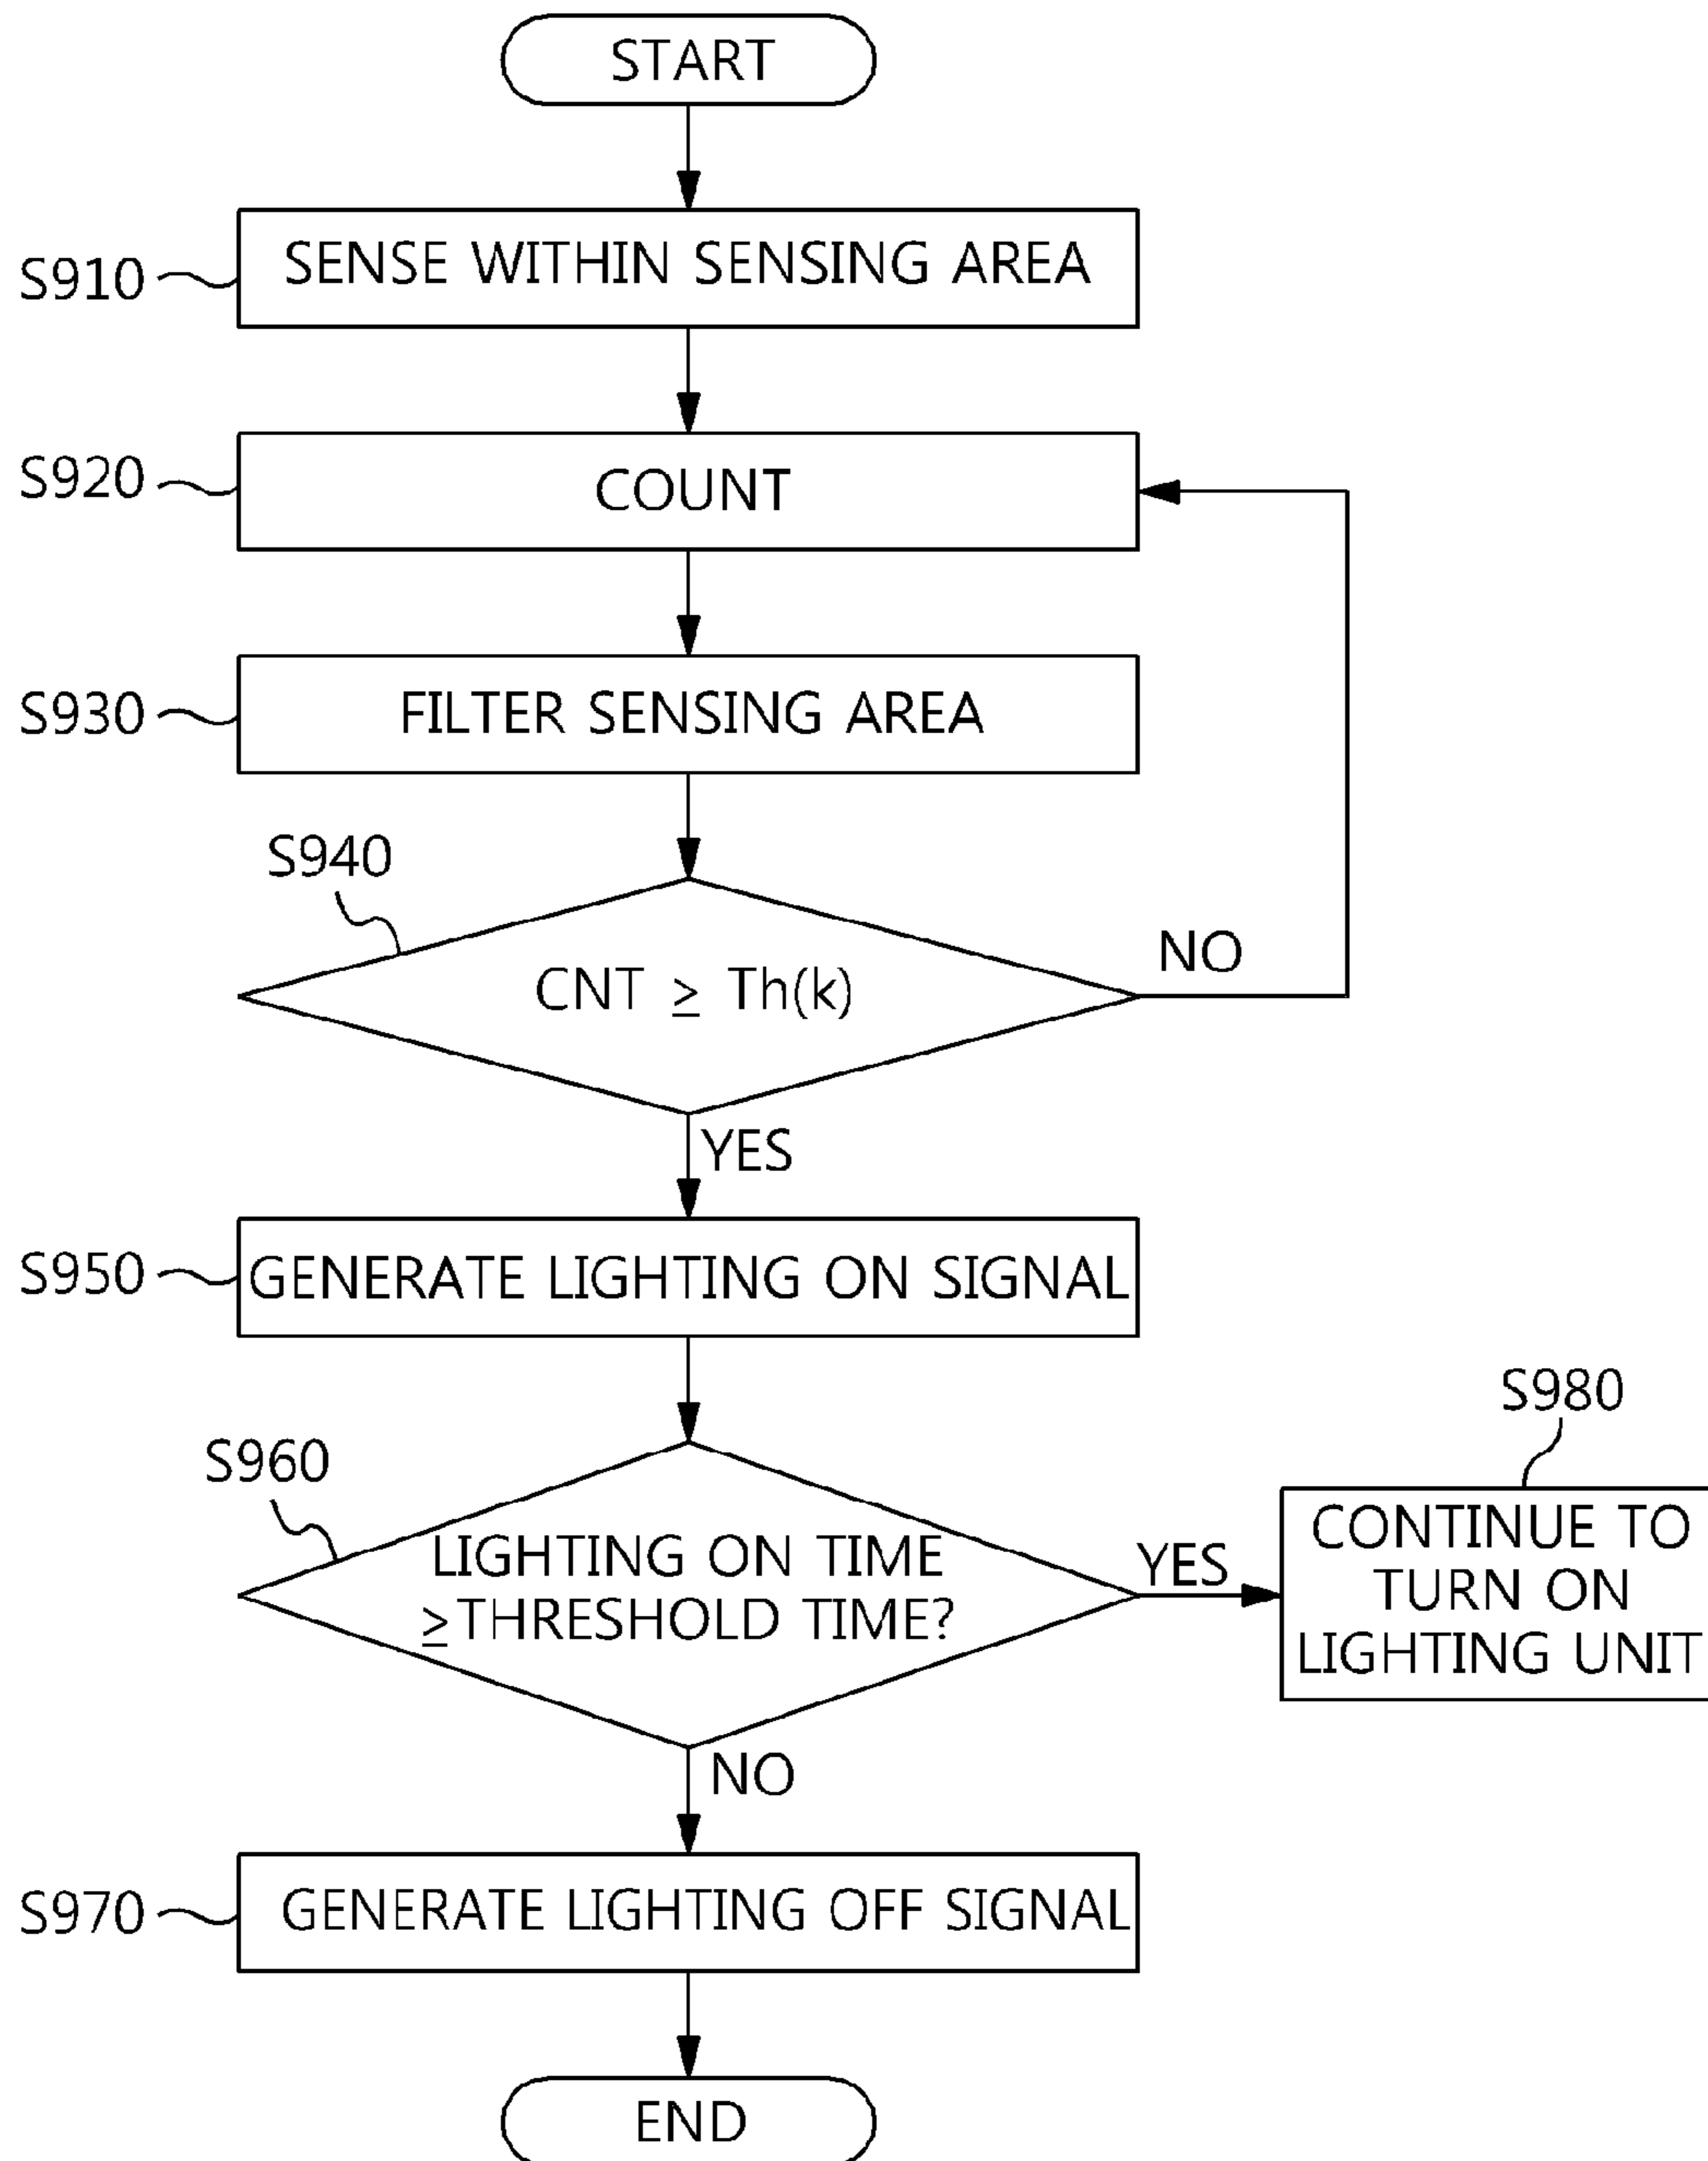 START
S910
SENSE WITHIN SENSING AREA
S920
COUNT
S930
FILTER SENSING AREA
S940
CNT ≥ Th(k)
NO
YES
S950
GENERATE LIGHTING ON SIGNAL
S960
LIGHTING ON TIME
≥THRESHOLD TIME?
YES
S980
CONTINUE TO
TURN ON
LIGHTING UNIT
NO
S970
GENERATE LIGHTING OFF SIGNAL
END